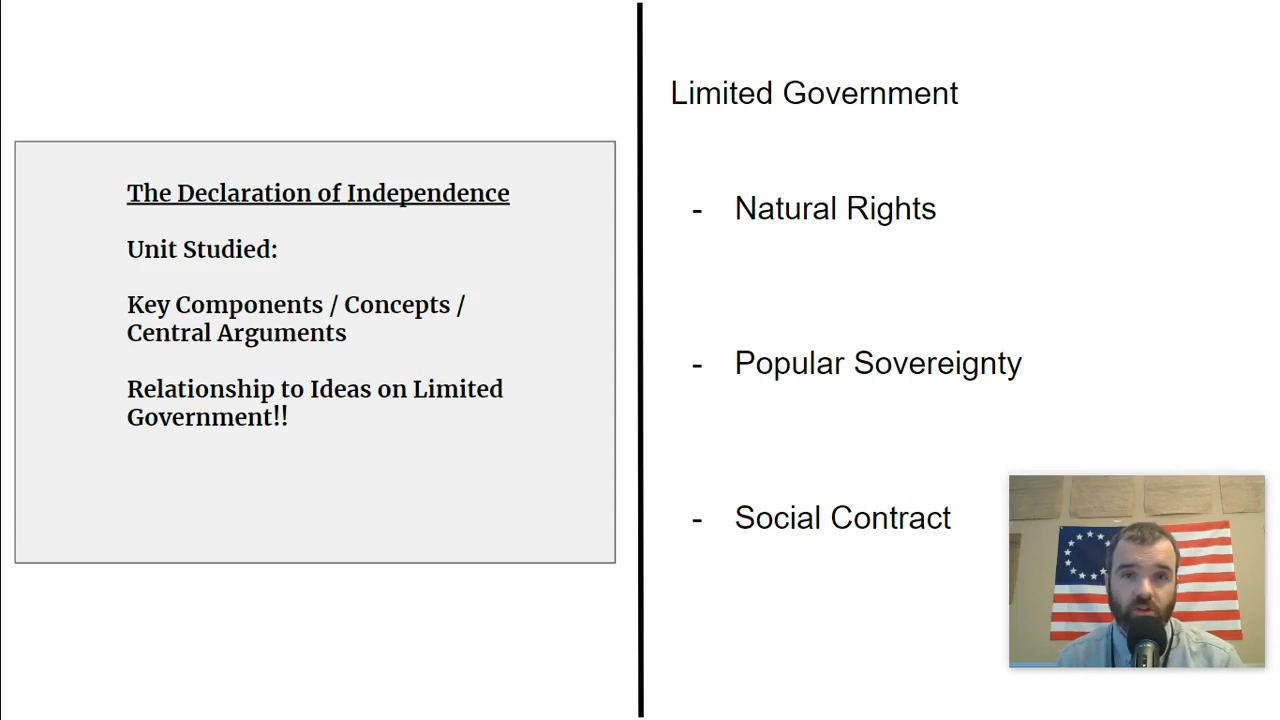 The Declaration of Independence
Unit Studied:
Key Components / Concepts /
Central Arguments
Relationship to Ideas on Limited
Government!!
Limited Government
- Natural Rights
- Popular Sovereignty
- Social Contract